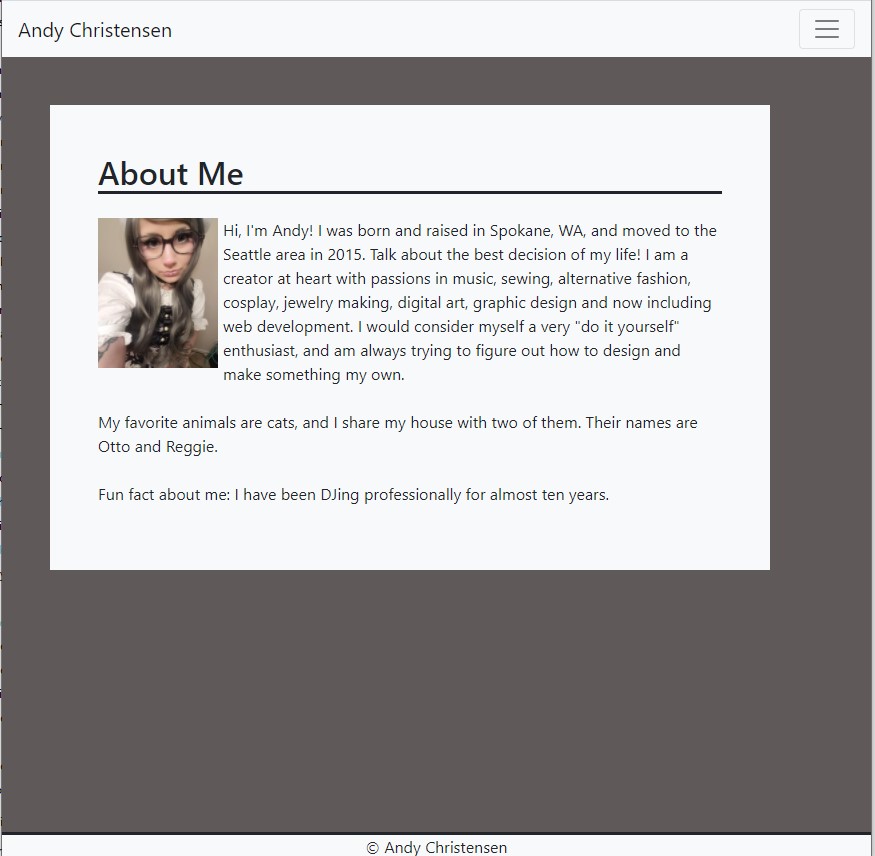 Andy Christensen
About Me
Hi, I'm Andy! I was born and raised in Spokane, WA, and moved to the
Seattle area in 2015. Talk about the best decision of my life! I am a
creator at heart with passions in music, sewing, alternative fashion,
cosplay, jewelry making, digital art, graphic design and now including
web development. I would consider myself a very "do it yourself"
enthusiast, and am always trying to figure out how to design and
make something my own.
My favorite animals are cats, and I share my house with two of them. Their names are
Otto and Reggie.
Fun fact about me: I have been DJing professionally for almost ten years.
© Andy Christensen